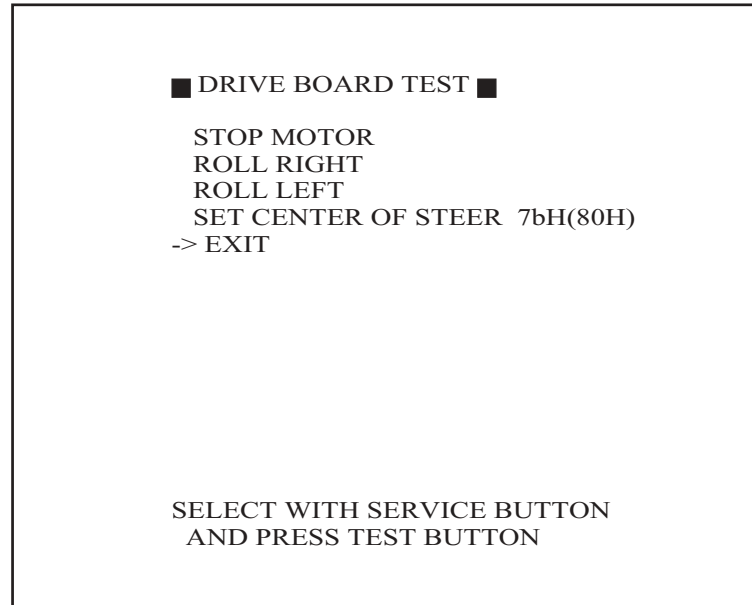 ■ DRIVE BOARD TEST ■
STOP MOTOR
ROLL RIGHT
ROLL LEFT
SET CENTER OF STEER 7bH(80H)
-> EXIT
SELECT WITH SERVICE BUTTON
AND PRESS TEST BUTTON